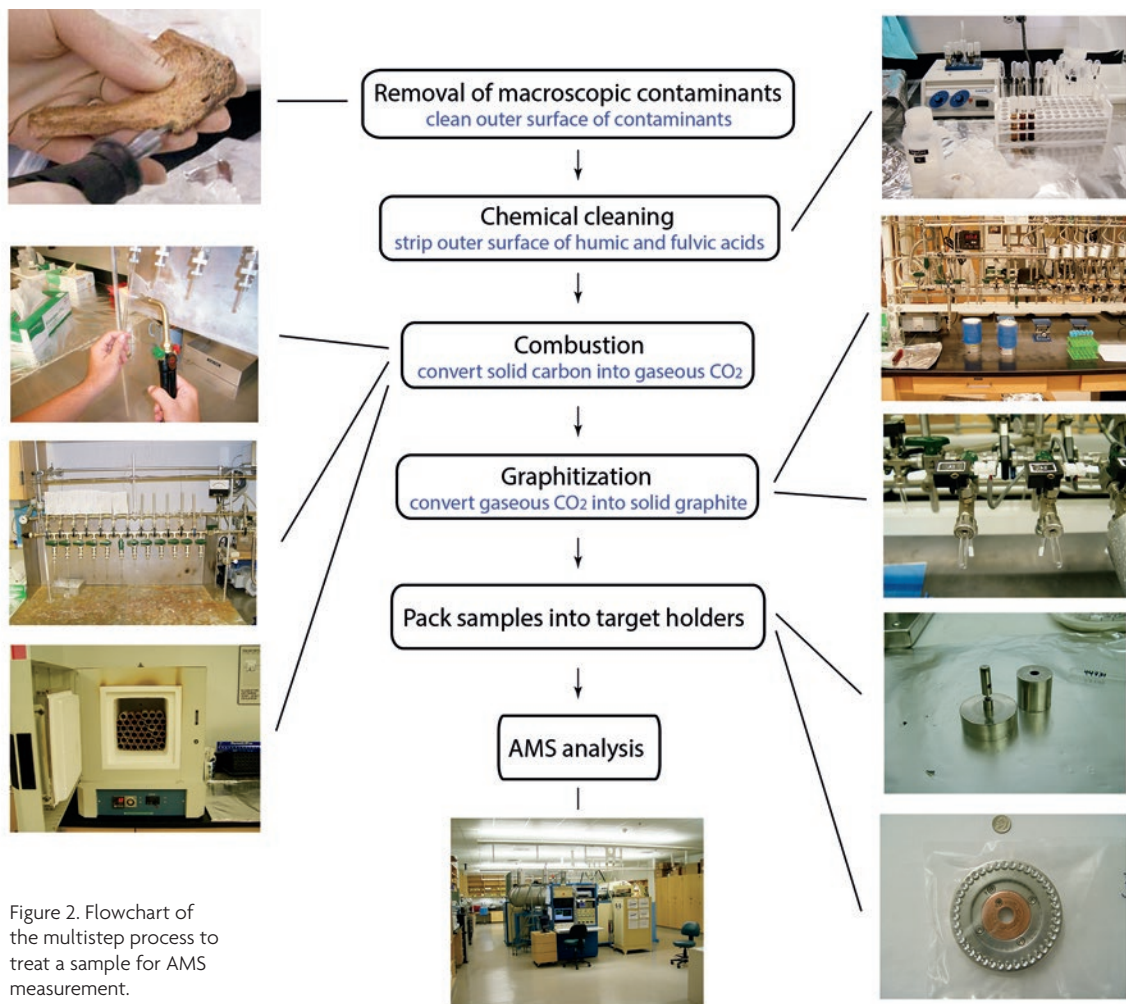 Removal of macroscopic contaminants
clean outer surface of contaminants
Chemical cleaning
strip outer surface of humic and fulvic acids
Combustion
convert solid carbon into gaseous CO₂
Graphitization
convert gaseous CO₂ into solid graphite
Pack samples into target holders
AMS analysis
Figure 2. Flowchart of
the multistep process to
treat a sample for AMS
measurement.